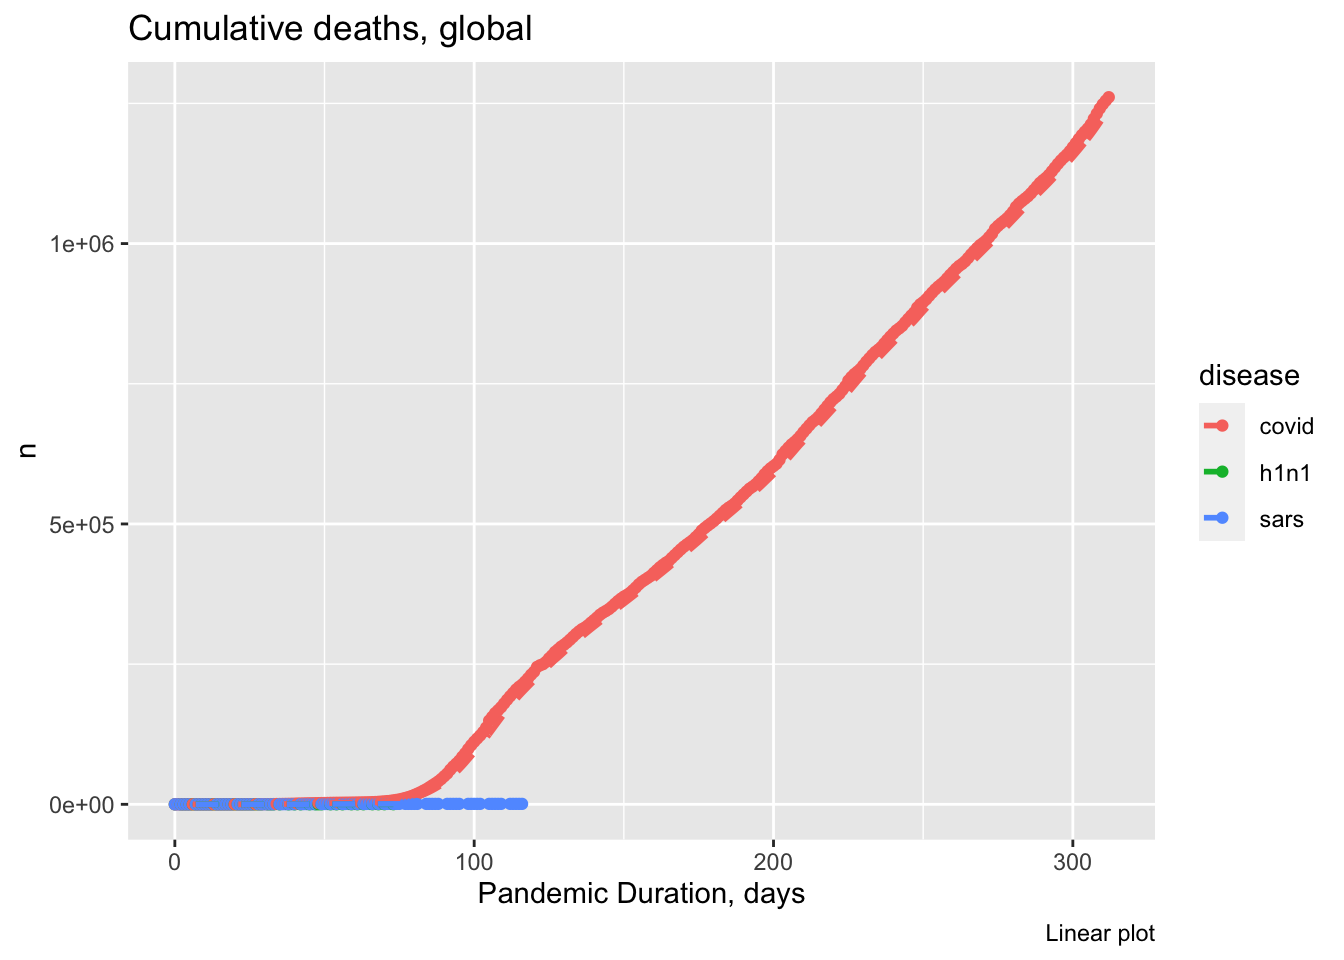 Cumulative deaths, global
n
1e+06
5e+05
0e+00
0
100
200
300
Pandemic Duration, days
Linear plot
disease
covid
h1n1
sars